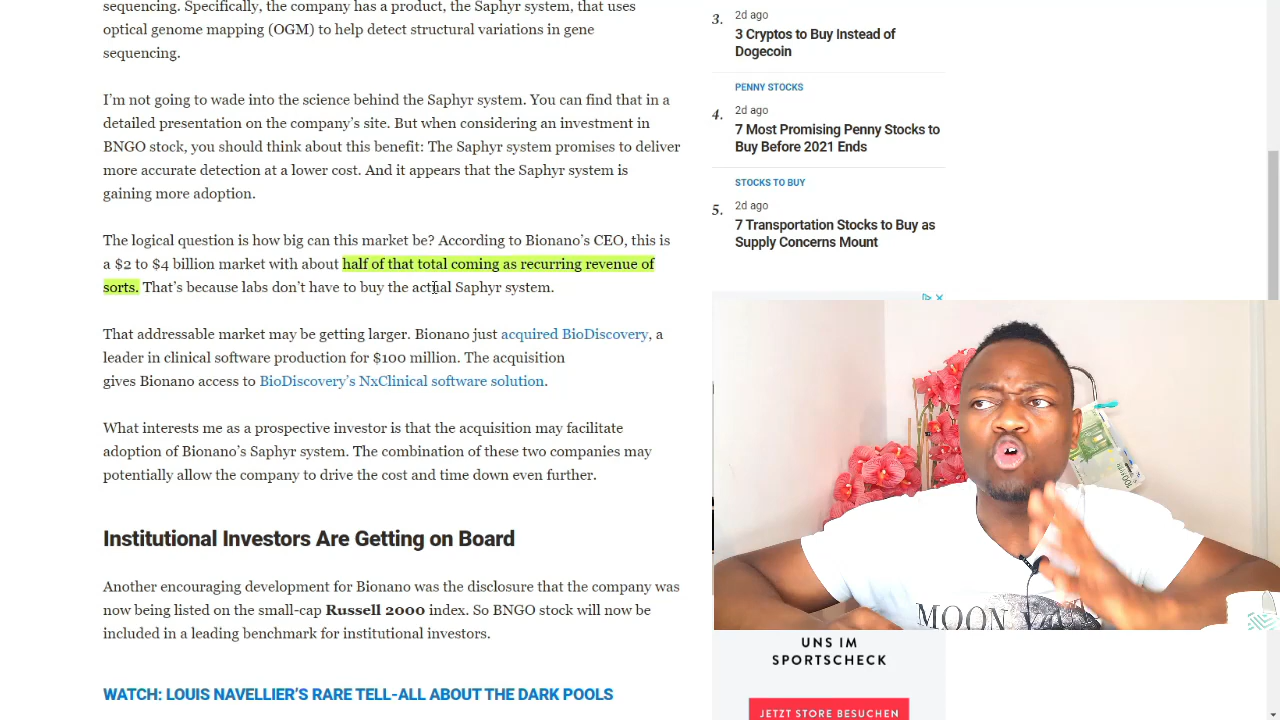 sequencing. Specifically, the company has a product, the Saphyr system, that uses
optical genome mapping (OGM) to help detect structural variations in gene
sequencing.
I'm not going to wade into the science behind the Saphyr system. You can find that in a
detailed presentation on the company's site. But when considering an investment in
BNGO stock, you should think about this benefit: The Saphyr system promises to deliver
more accurate detection at a lower cost. And it appears that the Saphyr system is
gaining more adoption.
The logical question is how big can this market be? According to Bionano's CEO, this is
a $2 to $4 billion market with about half of that total coming as recurring revenue of
sorts. That's because labs don't have to buy the actual Saphyr system.
That addressable market may be getting larger. Bionano just acquired BioDiscovery, a
leader in clinical software production for $100 million. The acquisition
gives Bionano access to BioDiscovery's NxClinical software solution.
What interests me as a prospective investor is that the acquisition may facilitate
adoption of Bionano's Saphyr system. The combination of these two companies may
potentially allow the company to drive the cost and time down even further.
Institutional Investors Are Getting on Board
Another encouraging development for Bionano was the disclosure that the company was
now being listed on the small-cap Russell 2000 index. So BNGO stock will now be
included in a leading benchmark for institutional investors.
WATCH: LOUIS NAVELLIER'S RARE TELL-ALL ABOUT THE DARK POOLS
3.
2d ago
3 Cryptos to Buy Instead of
Dogecoin
PENNY STOCKS
4.
2d ago
7 Most Promising Penny Stocks to
Buy Before 2021 Ends
STOCKS TO BUY
5.
2d ago
7 Transportation Stocks to Buy as
Supply Concerns Mount
100
MOON
UNS IM
SPORTSCHECK
JETZT STORE BESUCHEN